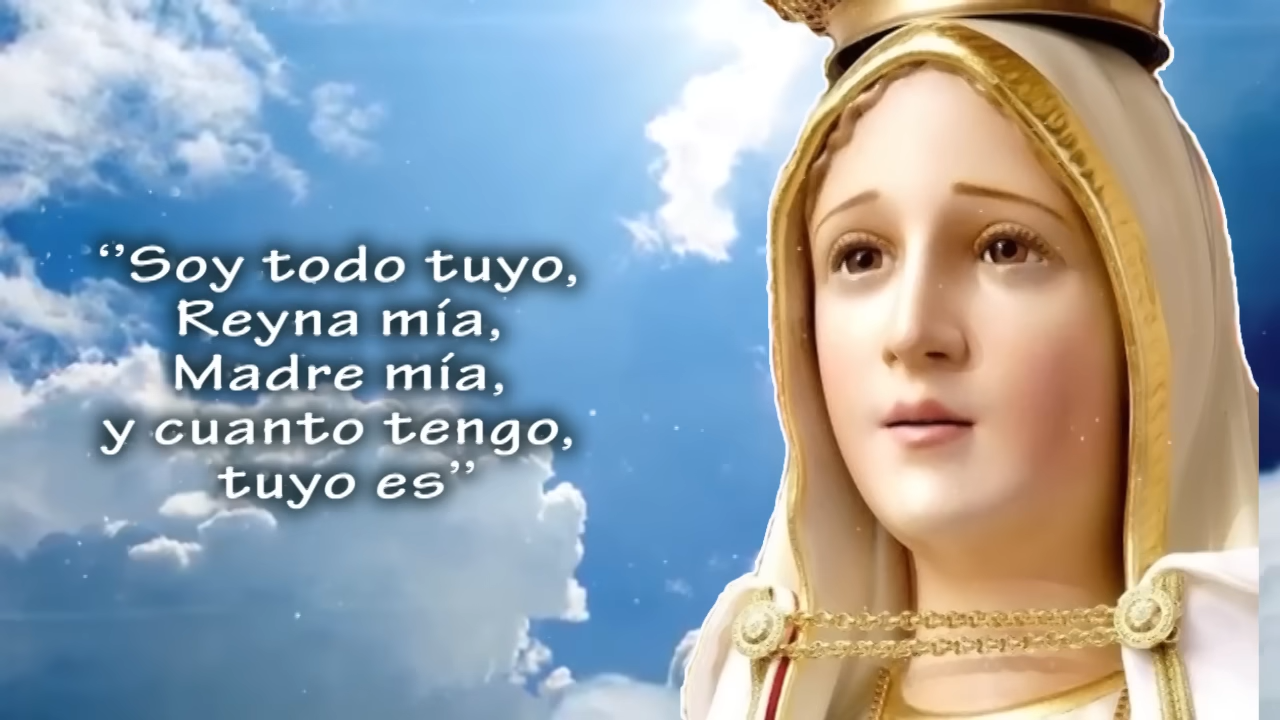 ‘’Soy todo tuyo,
Reyna mía,
Madre mía,
y cuanto tengo,
tuyo es’’